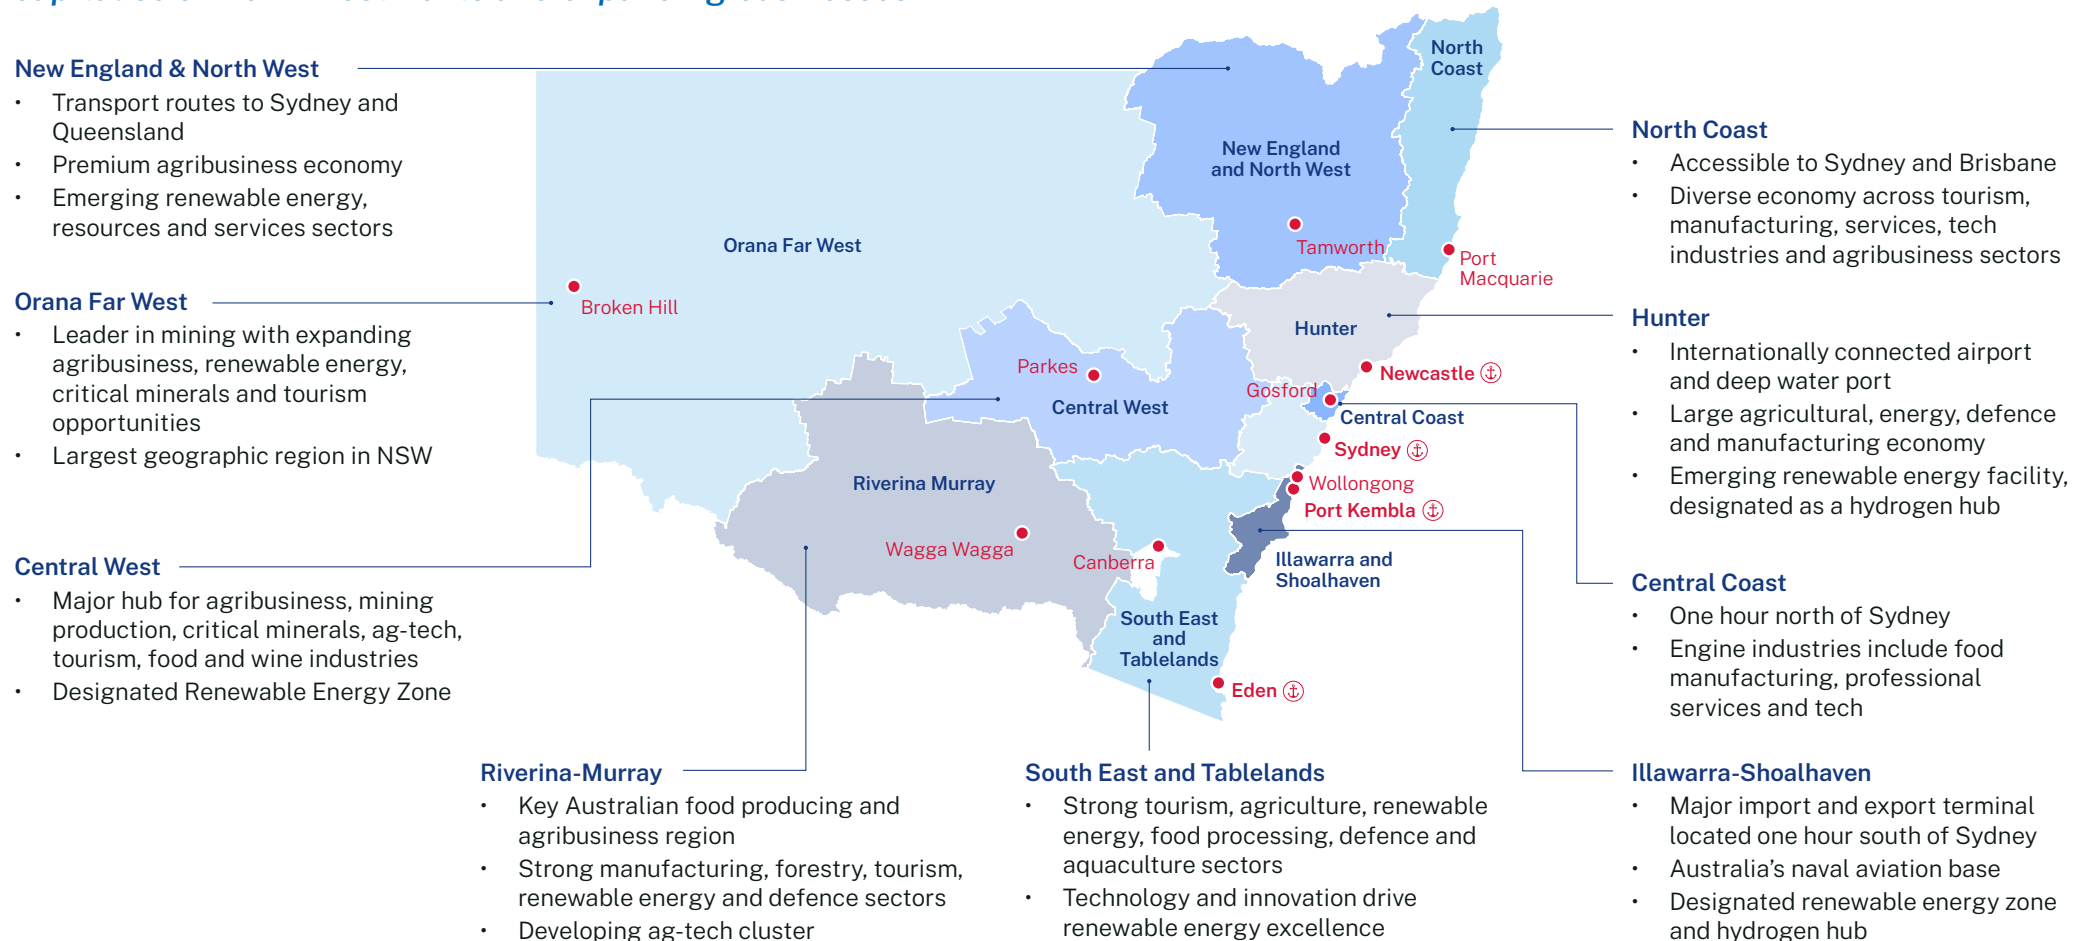 New England & North West
• Transport routes to Sydney and
Queensland
• Premium agribusiness economy
• Emerging renewable energy,
resources and services sectors
Orana Far West
• Leader in mining with expanding
agribusiness, renewable energy,
critical minerals and tourism
opportunities
• Largest geographic region in NSW
Central West
• Major hub for agribusiness, mining
production, critical minerals, ag-tech,
tourism, food and wine industries
• Designated Renewable Energy Zone
North
Coast
New England
and North West
Tamworth
Port
Macquarie
Orana Far West
Broken Hill
Hunter
Parkes
Newcastle
Gosford
Central West
Central Coast
Sydney
Riverina Murray
Wollongong
Port Kembla
Wagga Wagga
Canberra
Illawarra and
Shoalhaven
South East
and
Tablelands
Eden
North Coast
• Accessible to Sydney and Brisbane
• Diverse economy across tourism,
manufacturing, services, tech
industries and agribusiness sectors
Hunter
• Internationally connected airport
and deep water port
• Large agricultural, energy, defence
and manufacturing economy
• Emerging renewable energy facility,
designated as a hydrogen hub
Central Coast
• One hour north of Sydney
• Engine industries include food
manufacturing, professional
services and tech
Riverina-Murray
• Key Australian food producing and
agribusiness region
• Strong manufacturing, forestry, tourism,
renewable energy and defence sectors
• Developing ag-tech cluster
South East and Tablelands
• Strong tourism, agriculture, renewable
energy, food processing, defence and
aquaculture sectors
• Technology and innovation drive
renewable energy excellence
Illawarra-Shoalhaven
• Major import and export terminal
located one hour south of Sydney
• Australia’s naval aviation base
• Designated renewable energy zone
and hydrogen hub